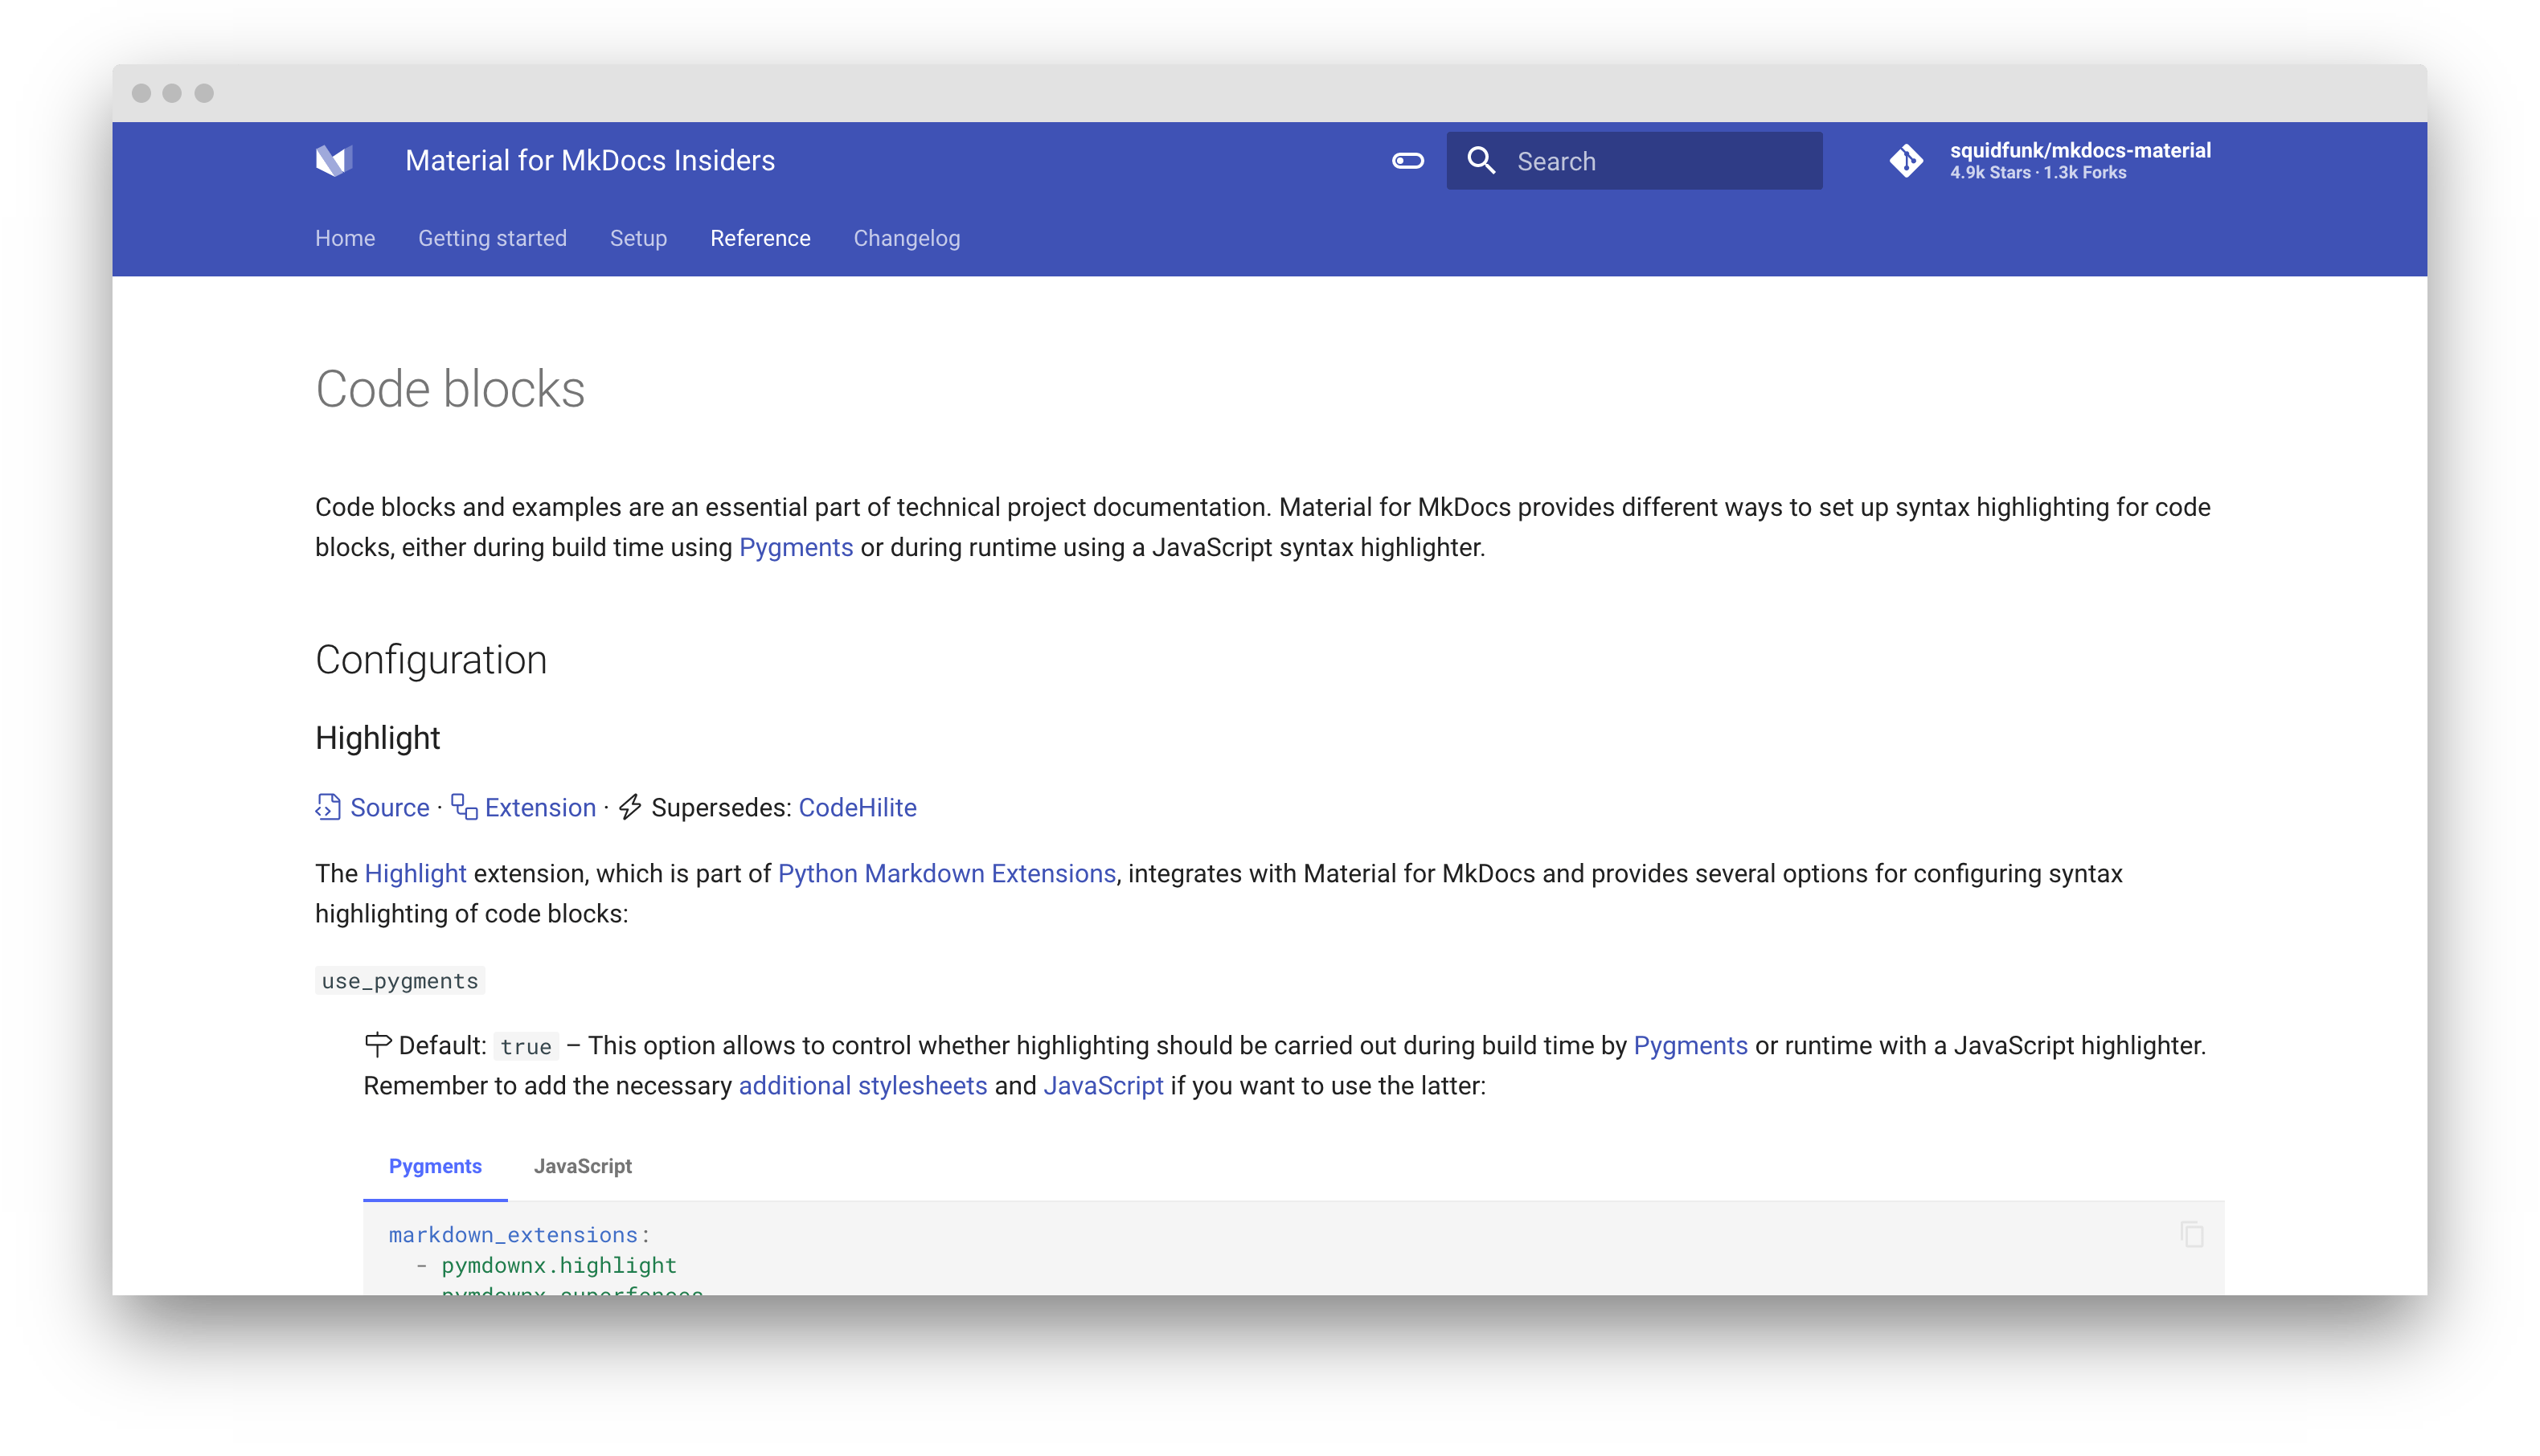 Material for MkDocs Insiders
Search
squidfunk/mkdocs-material
4.9k Stars · 1.3k Forks
Home Getting started Setup Reference Changelog
Code blocks
Code blocks and examples are an essential part of technical project documentation. Material for MkDocs provides different ways to set up syntax highlighting for code
blocks, either during build time using Pygments or during runtime using a JavaScript syntax highlighter.
Configuration
Highlight
Source · Extension · Supersedes: CodeHilite
The Highlight extension, which is part of Python Markdown Extensions, integrates with Material for MkDocs and provides several options for configuring syntax
highlighting of code blocks:
use_pygments
Default: true – This option allows to control whether highlighting should be carried out during build time by Pygments or runtime with a JavaScript highlighter.
Remember to add the necessary additional stylesheets and JavaScript if you want to use the latter:
Pygments JavaScript
markdown_extensions:
- pymdownx.highlight
pymdownx.superfences